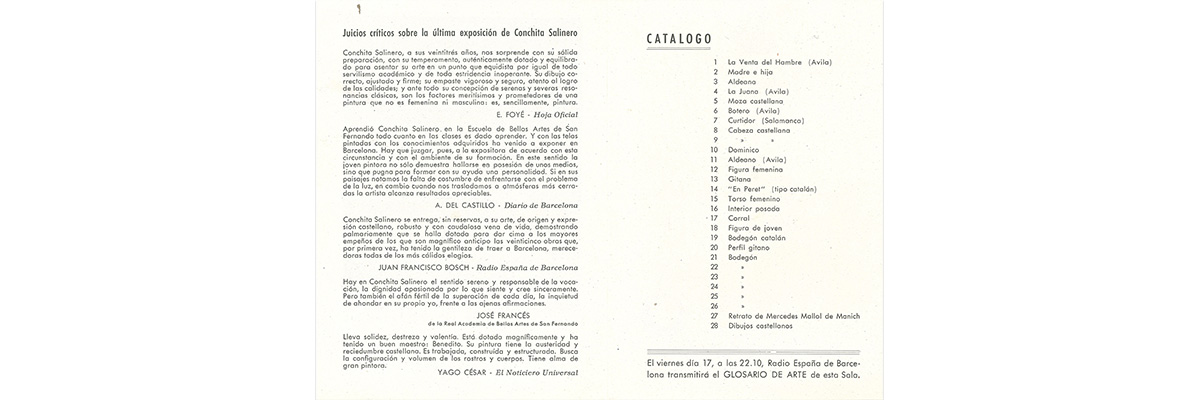 Juicios críticos sobre la última exposición de Conchita Salinero
Conchita Salinero, a sus veintitrés años, nos sorprende con su sólida
preparación, con su temperamento, auténticamente dotado y equilibra-
do para asentar su arte en un punto que equidista por igual de todo
servilismo académico y de toda estridencia inoperante. Su dibujo co-
rrecto, ajustado y firme; su empaste vigoroso y seguro, atento al logro
de las calidades; y ante todo su concepción de serenas y severas reso-
nancias clásicas, son los factores meritísimos y prometedores de una
pintura que no es femenina ni masculina: es, sencillamente, pintura.
E. FOYÉ - Hoja Oficial
Aprendió Conchita Salinero, en la Escuela de Bellas Artes de San
Fernando todo cuanto en las clases es dado aprender. Y con las telas
pintadas con los conocimientos adquiridos ha venido a exponer en
Barcelona. Hay que juzgar, pues, a la expositora de acuerdo con esta
circunstancia y con el ambiente de su formación. En este sentido la
joven pintora no sólo demuestra hallarse en posesión de unos medios,
sino que pugna para formar con su ayuda una personalidad. Si en sus
paisajes notamos la falta de costumbre de enfrentarse con el problema
de la luz, en cambio cuando nos trasladamos a atmósferas más cerra-
das la artista alcanza resultados apreciables.
A. DEL CASTILLO - Diario de Barcelona
Conchita Salinero se entrega, sin reservas, a su arte, de origen y expre-
sión castellano, robusto y con caudalosa vena de vida, demostrando
palmariamente que se halla dotada para dar cima a los mayores
empeños de los que son magnífico anticipo las veinticinco obras que,
por primera vez, ha tenido la gentileza de traer a Barcelona, merece-
doras todas de los más cálidos elogios.
JUAN FRANCISCO BOSCH - Radio España de Barcelona
Hay en Conchita Salinero el sentido sereno y responsable de la voca-
ción, la dignidad apasionada por lo que siente y cree sinceramente.
Pero también el afán fértil de la superación de cada día, la inquietud
de ahondar en su propio yo, frente a las ajenas afirmaciones.
JOSÉ FRANCÉS
de la Real Academia de Bellas Artes de San Fernando
Lleva solidez, destreza y valentía. Está dotada magníficamente y ha
tenido un buen maestro: Benedito. Su pintura tiene la austeridad y
reciedumbre castellana. Es trabajada, construida y estructurada. Busca
la configuración y volumen de los rostros y cuerpos. Tiene alma de
gran pintora.
YAGO CÉSAR - El Noticiero Universal
CATALOGO
1 La Venta del Hambre (Avila)
2 Madre e hija
3 Aldeana
4 La Juana (Avila)
5 Moza castellana
6 Botero (Avila)
7 Curtidor (Salamanca)
8 Cabeza castellana
9 » »
10 Dominico
11 Aldeano (Avila)
12 Figura femenina
13 Gitana
14 "En Peret" (tipo catalán)
15 Torso femenino
16 Interior posada
17 Corral
18 Figura de joven
19 Bodegón catalán
20 Perfil gitano
21 Bodegón
22 »
23 »
24 »
25 »
26 »
27 Retrato de Mercedes Mallol de Manich
28 Dibujos castellanos
El viernes día 17, a las 22.10, Radio España de Barce-
lona transmitirá el GLOSARIO DE ARTE de esta Sala.